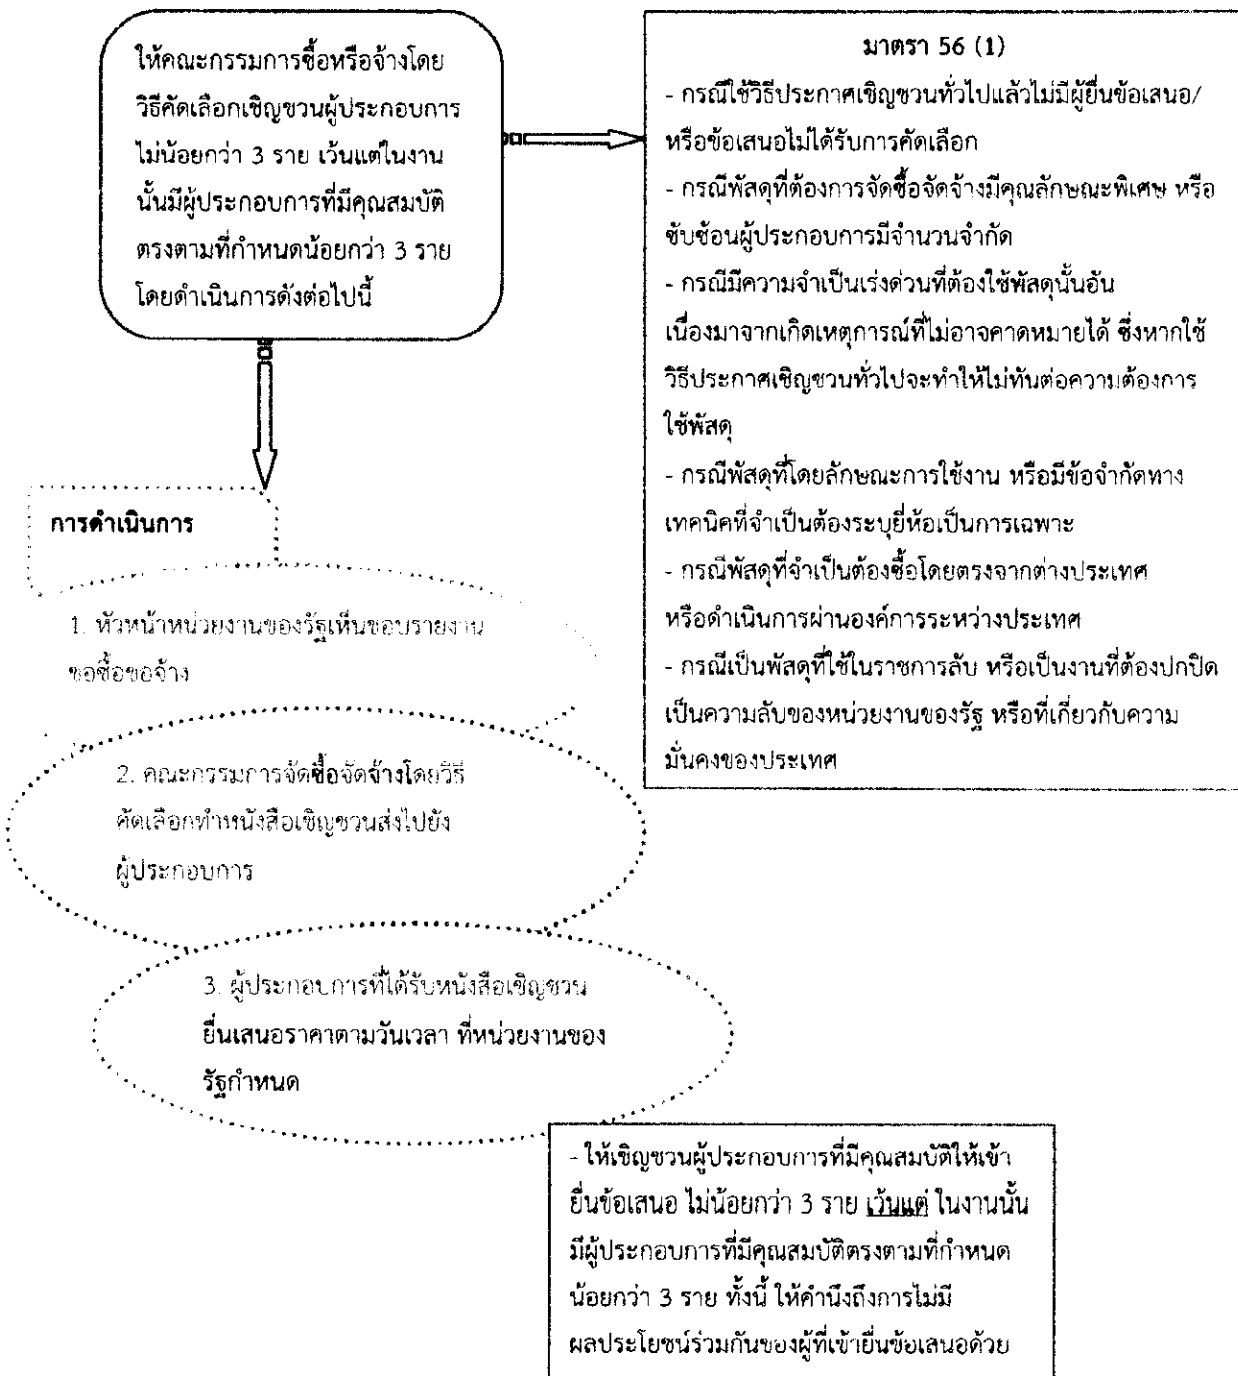 ให้คณะกรรมการซื้อหรือจ้างโดย
วิธีคัดเลือกเชิญชวนผู้ประกอบการ
ไม่น้อยกว่า 3 ราย เว้นแต่ในงาน
นั้นมีผู้ประกอบการที่มีคุณสมบัติ
ตรงตามที่กำหนดน้อยกว่า 3 ราย
โดยดำเนินการดังต่อไปนี้
มาตรา 56 (1)
- กรณีใช้วิธีประกาศเชิญชวนทั่วไปแล้วไม่มีผู้ยื่นข้อเสนอ/
หรือข้อเสนอไม่ได้รับการคัดเลือก
- กรณีพัสดุที่ต้องการจัดซื้อจัดจ้างมีคุณลักษณะพิเศษ หรือ
ซับซ้อนผู้ประกอบการมีจำนวนจำกัด
- กรณีมีความจำเป็นเร่งด่วนที่ต้องใช้พัสดุนั้นอัน
เนื่องมาจากเกิดเหตุการณ์ที่ไม่อาจคาดหมายได้ ซึ่งหากใช้
วิธีประกาศเชิญชวนทั่วไปจะทำให้ไม่ทันต่อความต้องการ
ใช้พัสดุ
- กรณีพัสดุที่โดยลักษณะการใช้งาน หรือมีข้อจำกัดทาง
เทคนิคที่จำเป็นต้องระบุยี่ห้อเป็นการเฉพาะ
- กรณีพัสดุที่จำเป็นต้องซื้อโดยตรงจากต่างประเทศ
หรือดำเนินการผ่านองค์การระหว่างประเทศ
- กรณีเป็นพัสดุที่ใช้ในราชการลับ หรือเป็นงานที่ต้องปกปิด
เป็นความลับของหน่วยงานของรัฐ หรือที่เกี่ยวกับความ
มั่นคงของประเทศ
การดำเนินการ
1. หัวหน้าหน่วยงานของรัฐเห็นชอบรายงาน
ขอซื้อขอจ้าง
2. คณะกรรมการจัดซื้อจัดจ้างโดยวิธี
คัดเลือกทำหนังสือเชิญชวนส่งไปยัง
ผู้ประกอบการ
3. ผู้ประกอบการที่ได้รับหนังสือเชิญชวน
ยื่นเสนอราคาตามวันเวลา ที่หน่วยงานของ
รัฐกำหนด
- ให้เชิญชวนผู้ประกอบการที่มีคุณสมบัติให้เข้า
ยื่นข้อเสนอ ไม่น้อยกว่า 3 ราย เว้นแต่ ในงานนั้น
มีผู้ประกอบการที่มีคุณสมบัติตรงตามที่กำหนด
น้อยกว่า 3 ราย ทั้งนี้ ให้คำนึงถึงการไม่มี
ผลประโยชน์ร่วมกันของผู้ที่เข้ายื่นข้อเสนอด้วย